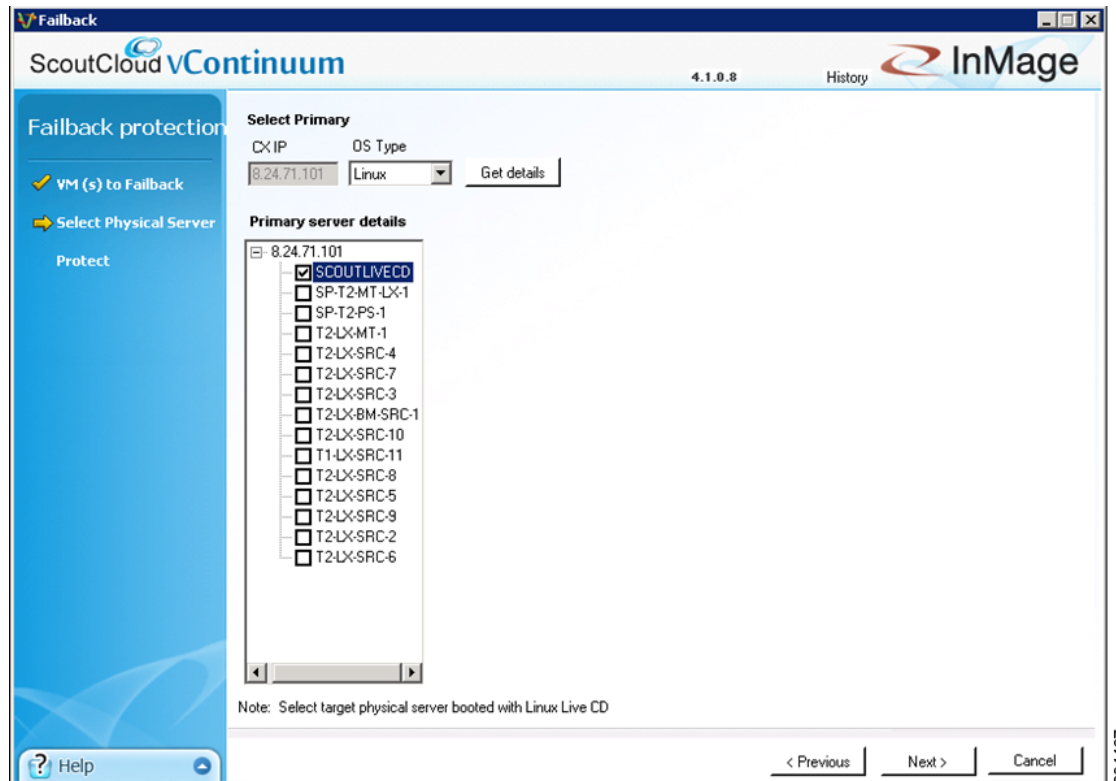 Failback
ScoutCloud vContinuum
4.1.0.8
History
InMage
Failback protection
VM (s) to Failback
Select Physical Server
Protect
Select Primary
CX IP
OS Type
8.24.71.101
Linux
Get details
Primary server details
8.24.71.101
SCOUTLIVECD
SP-T2-MT-LX-1
SP-T2-PS-1
T2-LX-MT-1
T2-LX-SRC-4
T2-LX-SRC-7
T2-LX-SRC-3
T2-LX-BM-SRC-1
T2-LX-SRC-10
T1-LX-SRC-11
T2-LX-SRC-8
T2-LX-SRC-5
T2-LX-SRC-9
T2-LX-SRC-2
T2-LX-SRC-6
Note: Select target physical server booted with Linux Live CD
? Help
< Previous
Next >
Cancel